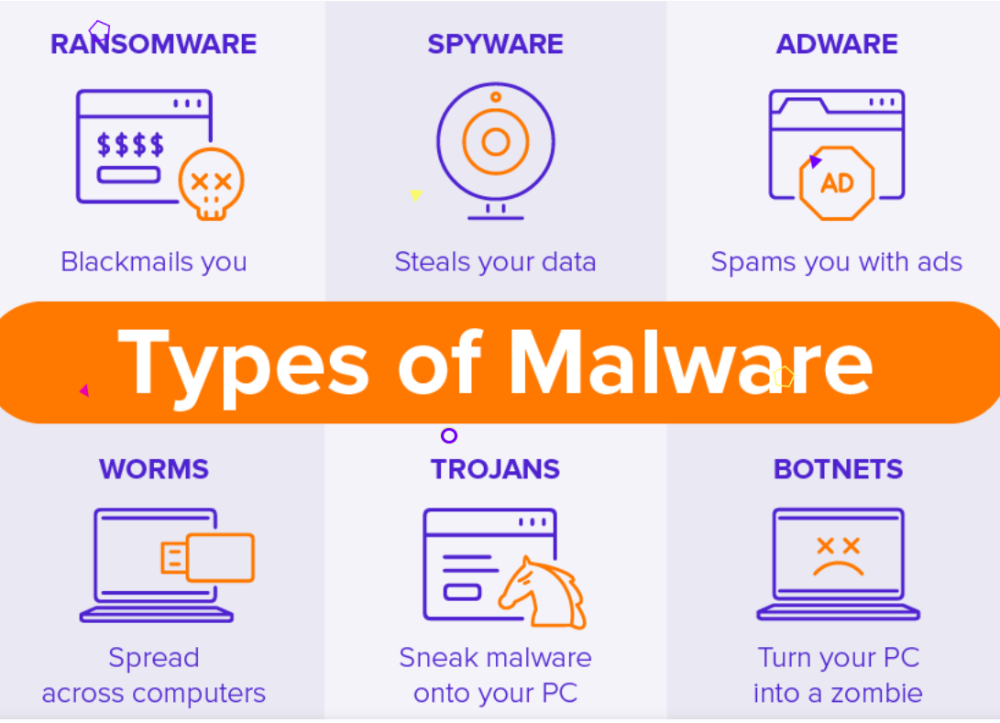 RANSOMWARE
SPYWARE
ADWARE
$$$$
AD
Blackmails you
Steals your data
Spams you with ads
Types of Malware
WORMS
TROJANS
BOTNETS
Spread
across computers
Sneak malware
onto your PC
Turn your PC
into a zombie